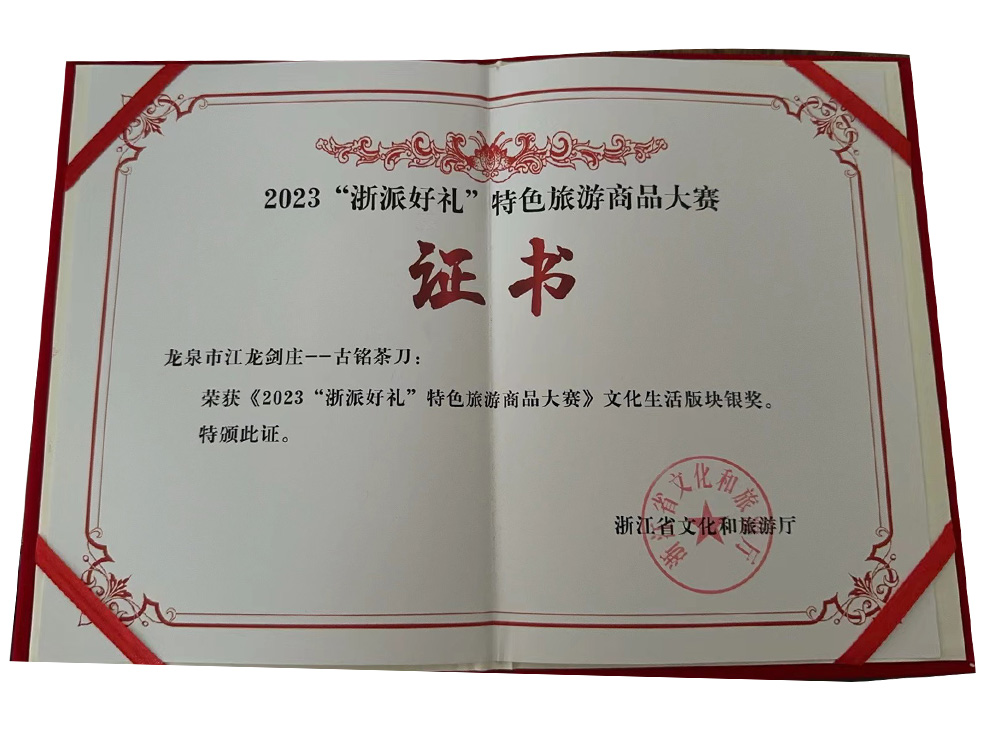 2023“浙派好礼”特色旅游商品大赛
证书
龙泉市江龙剑庄--古铭茶刀：
荣获《2023“浙派好礼”特色旅游商品大赛》文化生活版块银奖。
特颁此证。
浙江省文化和旅游厅
浙江省文化和旅游厅